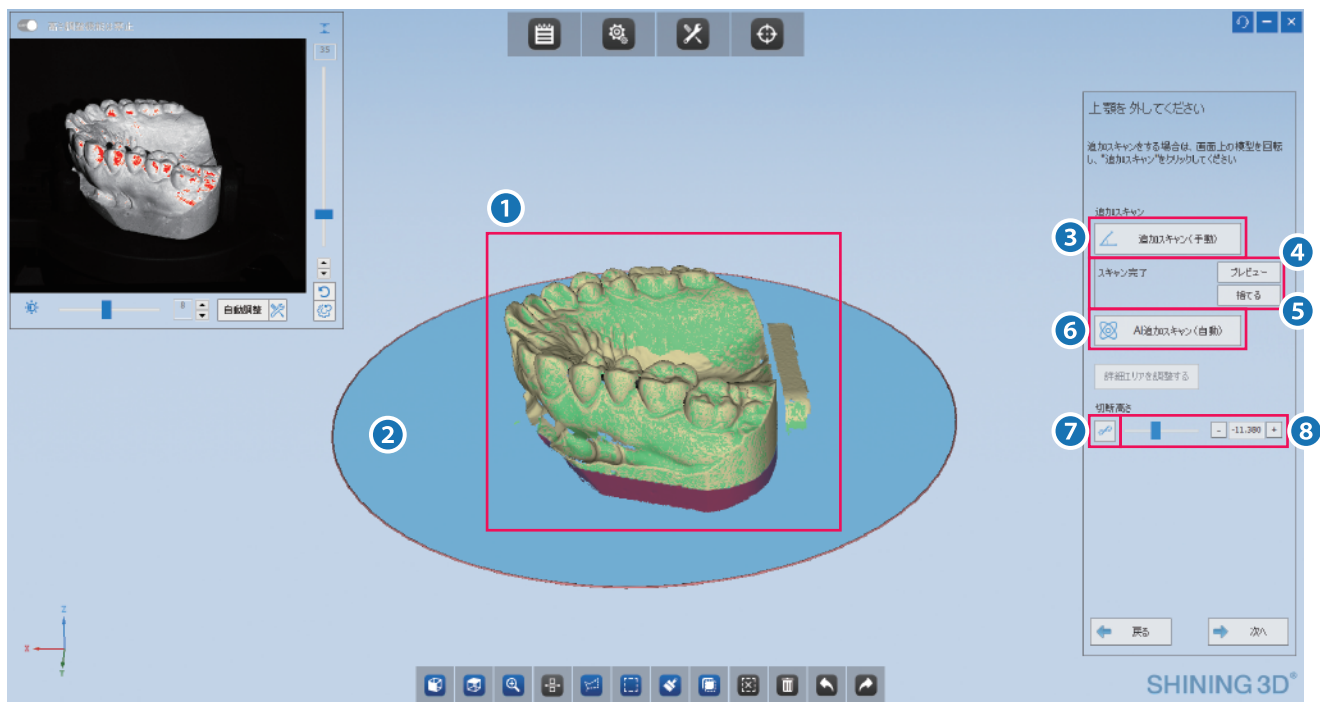 35
8
自動調整
1
2
上顎を外してください
追加スキャンをする場合は、画面上の模型を回転
し、"追加スキャン"をクリックしてください
追加スキャン
3
追加スキャン(手動)
4
スキャン完了
プレビュー
捨てる
5
6
AI追加スキャン(自動)
詳細エリアを調整する
切断高さ
7
- -11.380 +
8
Z
X
Y
戻る
次へ
SHINING 3D®